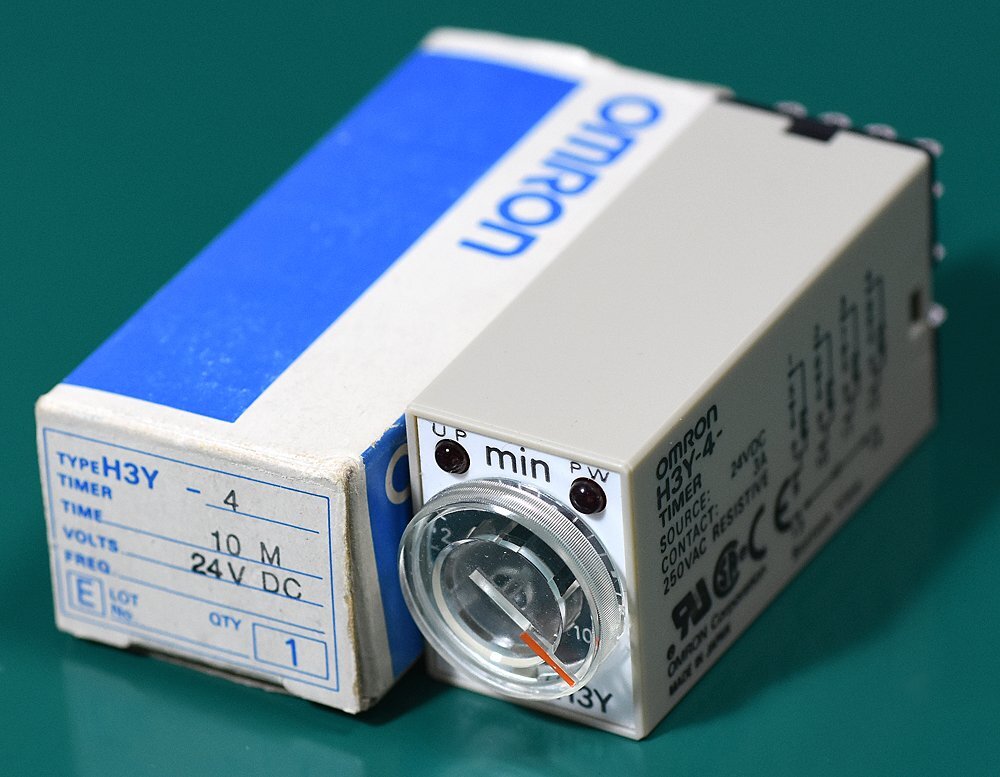 OMRON
TYPE H3Y - 4
TIMER
TIME 10 M
VOLTS 24V DC
FREQ
E LOT No.
QTY 1
UP
min
PW
2
10
H3Y
OMRON
H3Y-4-
TIMER
SOURCE: 24VDC
CONTACT: 3A
250VAC RESISTIVE
OMRON Corporation
MADE IN JAPAN